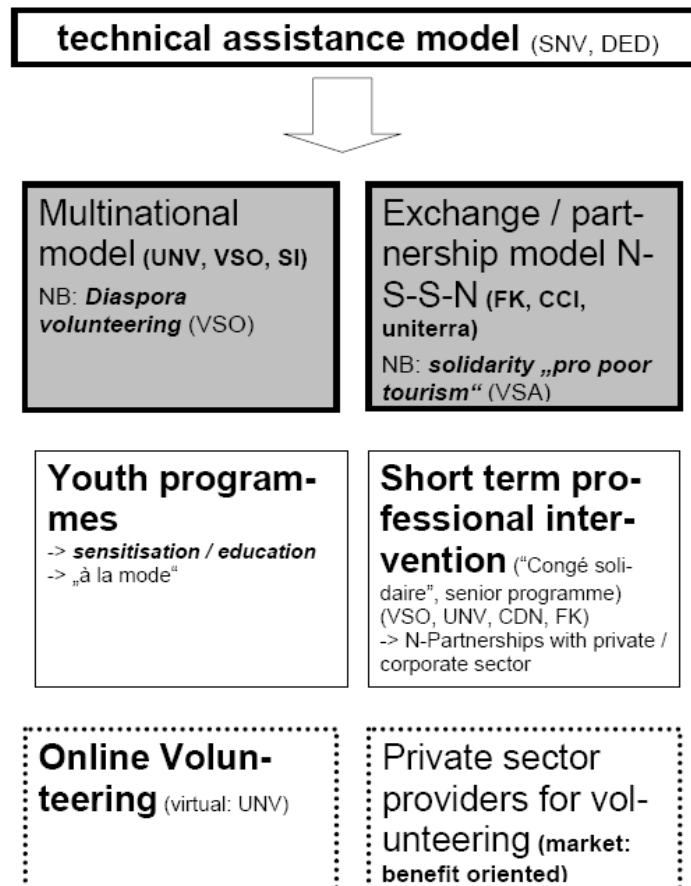 technical assistance model (SNV, DED)
Multinational
model (UNV, VSO, SI)
NB: Diaspora
volunteering (VSO)
Exchange / part-
nership model N-
S-S-N (FK, CCI,
uniterra)
NB: solidarity „pro poor
tourism“ (VSA)
Youth program-
mes
-> sensitisation / education
-> „à la mode“
Short term pro-
fessional inter-
vention (“Congé soli-
daire”, senior programme)
(VSO, UNV, CDN, FK)
-> N-Partnerships with private /
corporate sector
Online Volun-
teering (virtual: UNV)
Private sector
providers for vol-
unteering (market:
benefit oriented)